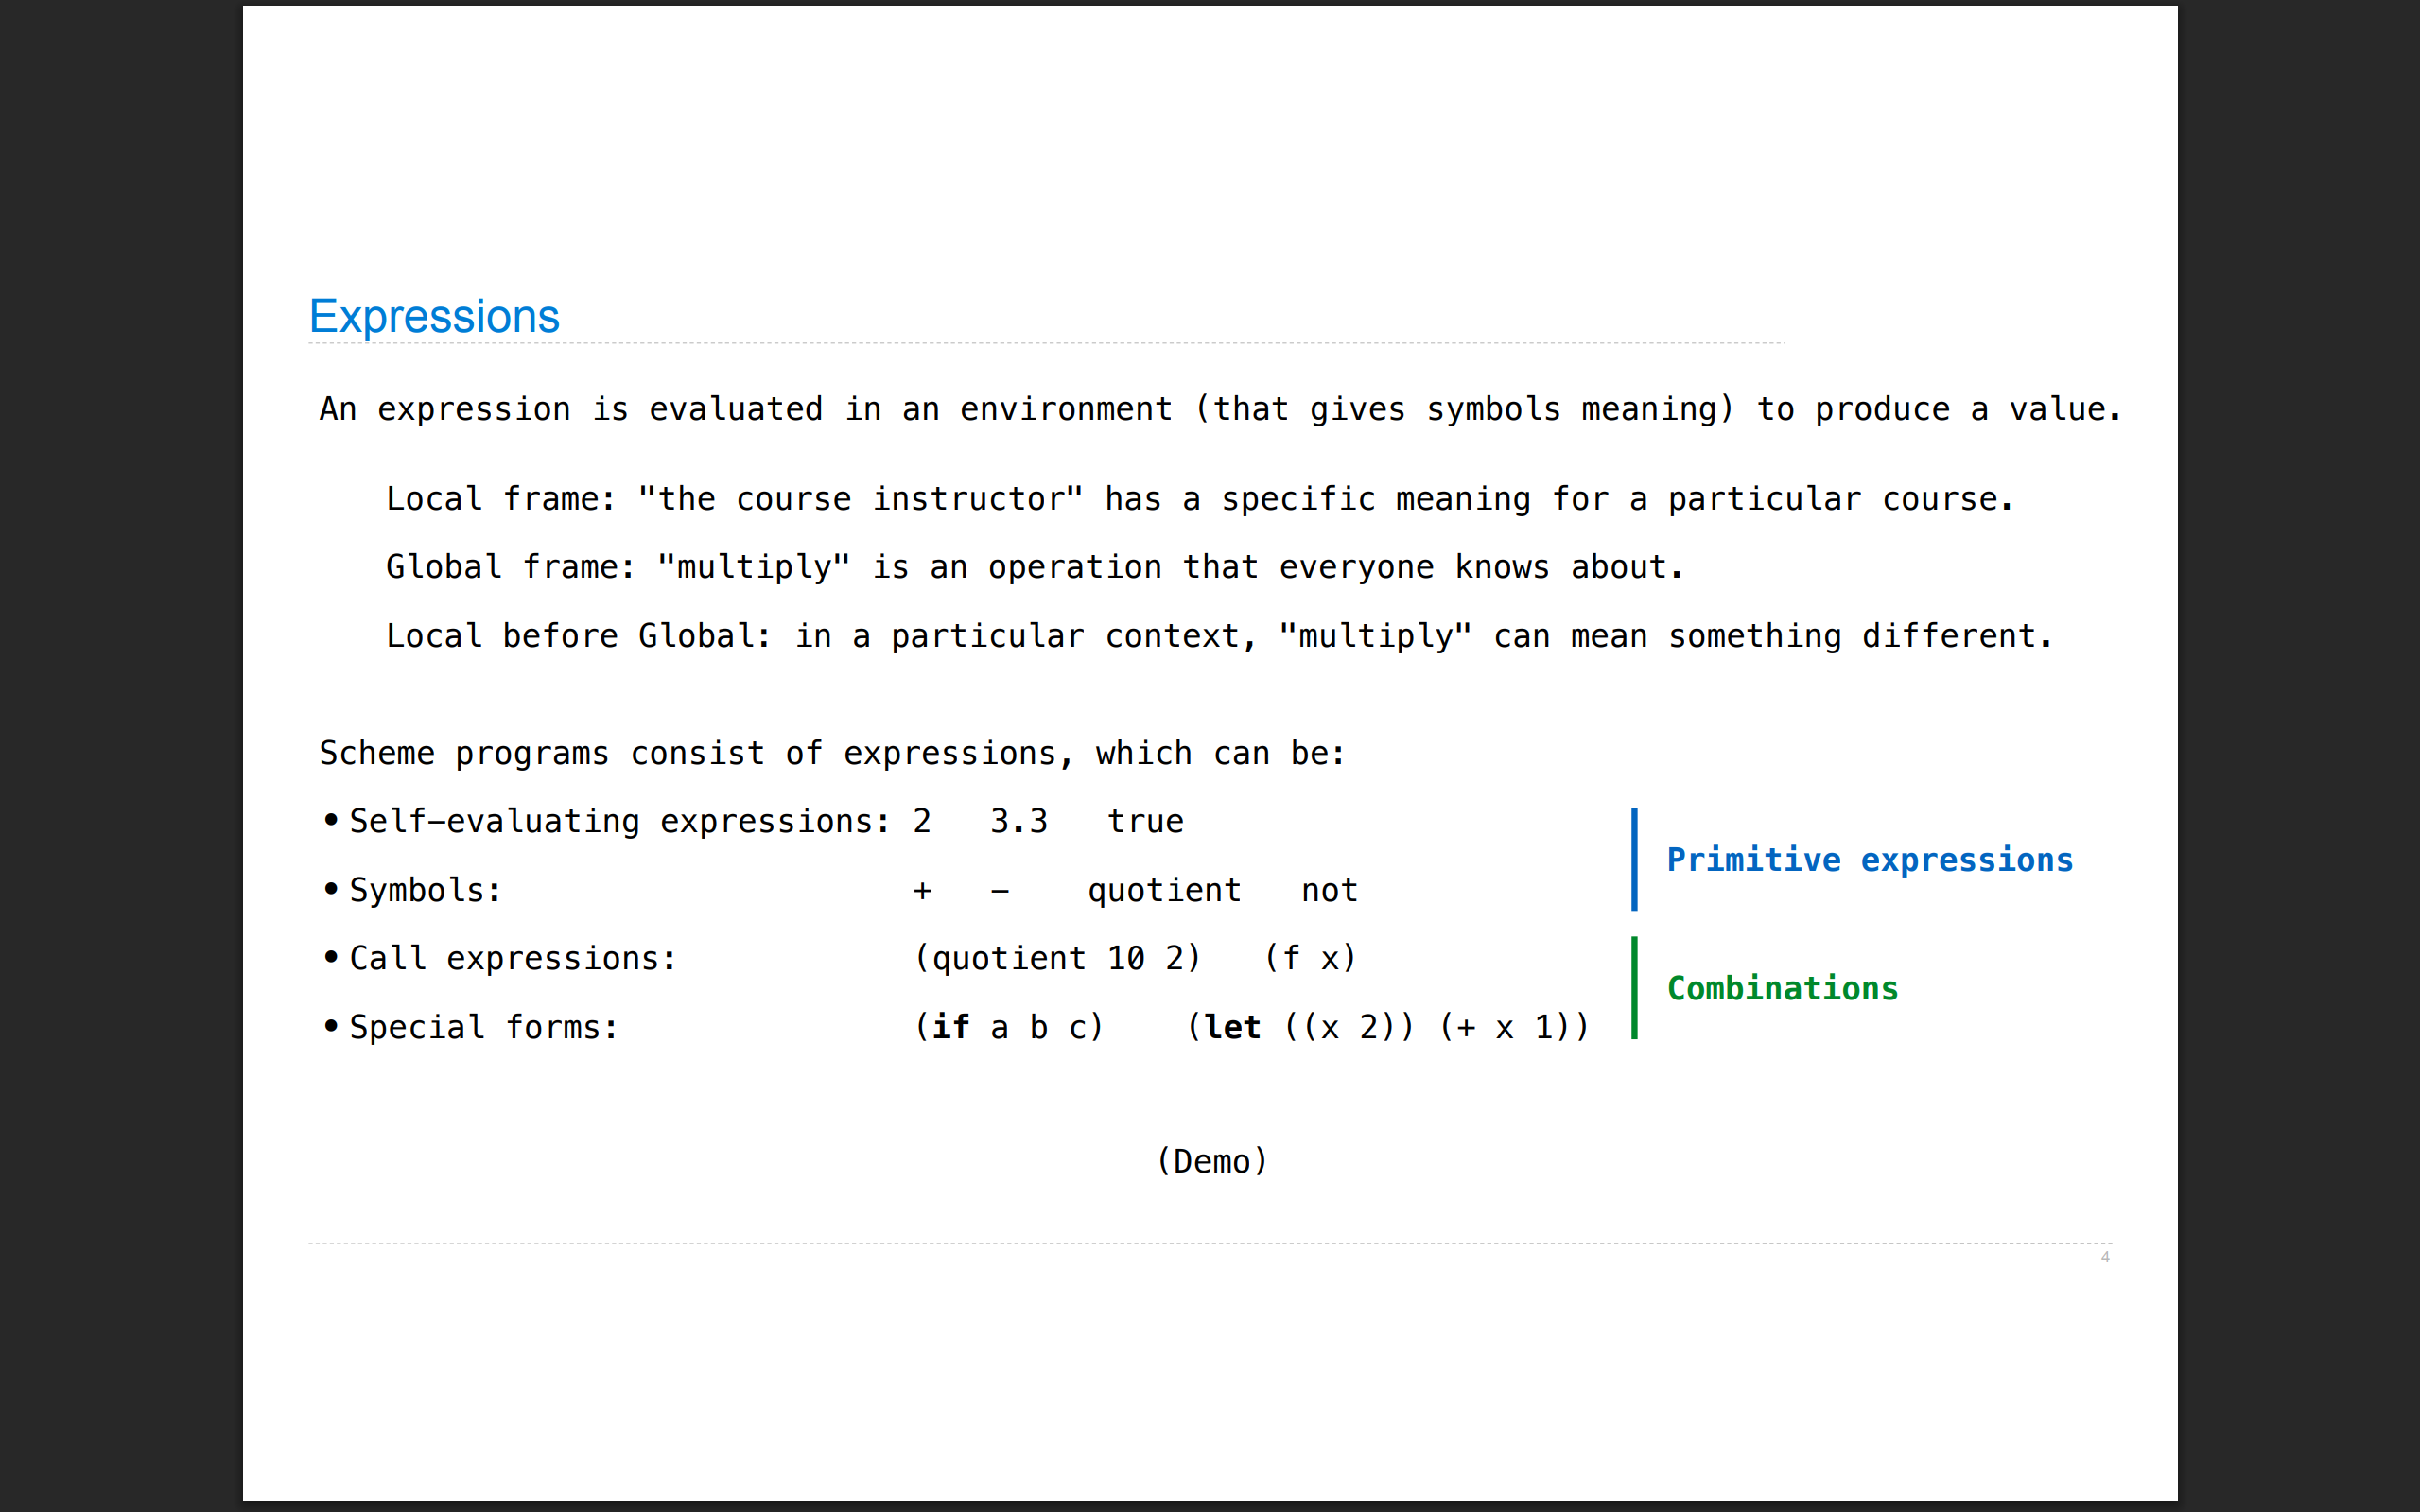 Expressions
An expression is evaluated in an environment (that gives symbols meaning) to produce a value.
Local frame: "the course instructor" has a specific meaning for a particular course.
Global frame: "multiply" is an operation that everyone knows about.
Local before Global: in a particular context, "multiply" can mean something different.
Scheme programs consist of expressions, which can be:
• Self-evaluating expressions: 2 3.3 true
• Symbols: + - quotient not
Primitive expressions
• Call expressions: (quotient 10 2) (f x)
• Special forms: (if a b c) (let ((x 2)) (+ x 1))
Combinations
(Demo)
4